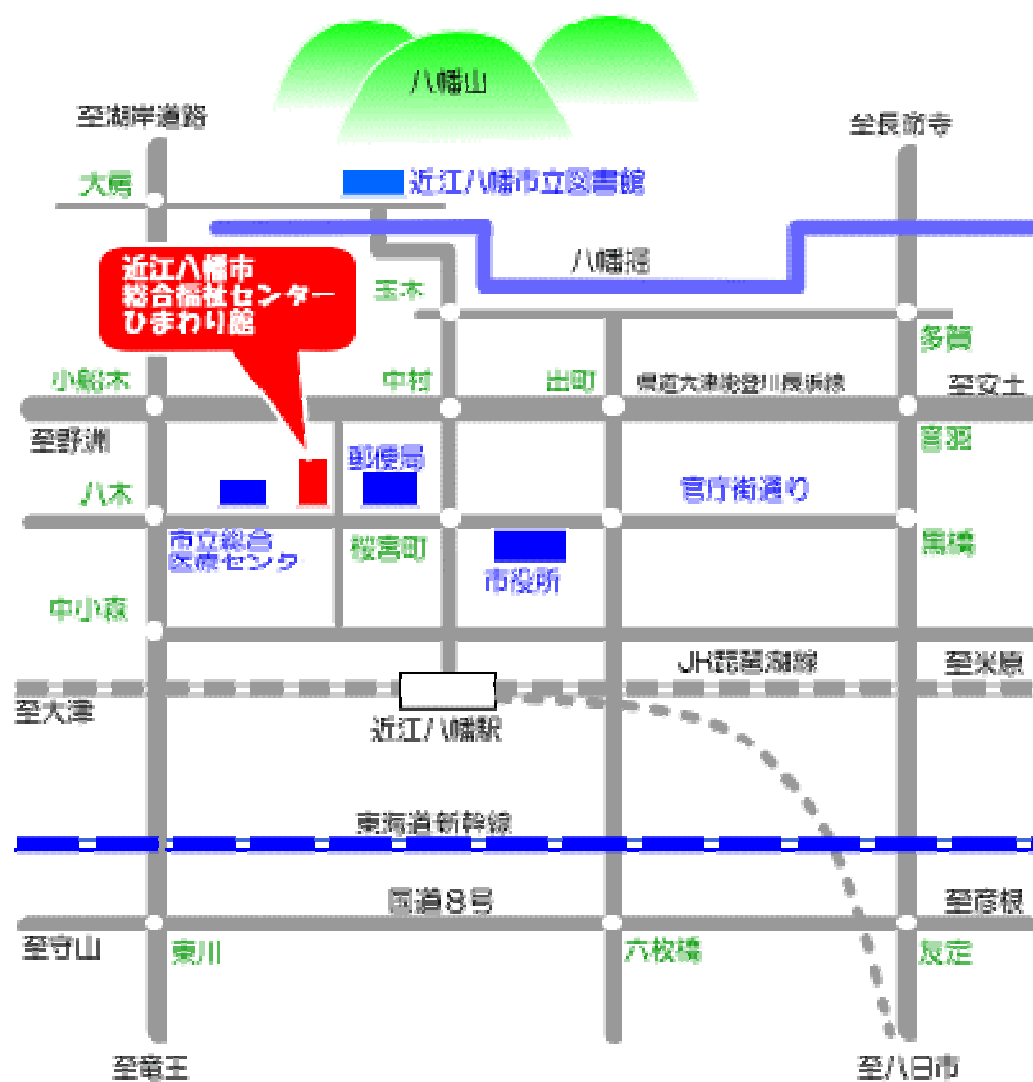 八幡山
至湖岸道路
至長命寺
大房
近江八幡市立図書館
近江八幡市
総合福祉センター
ひまわり館
八幡堀
玉木
多賀
小船木
中村
出町
県道大津能登川長浜線
至安土
至野洲
音羽
郵便局
八木
官庁街通り
市立総合
医療センタ
桜宮町
黒橋
市役所
中小森
JR琵琶湖線
至米原
至大津
近江八幡駅
東海道新幹線
国道8号
至彦根
至守山
東川
六枚橋
友定
至竜王
至八日市